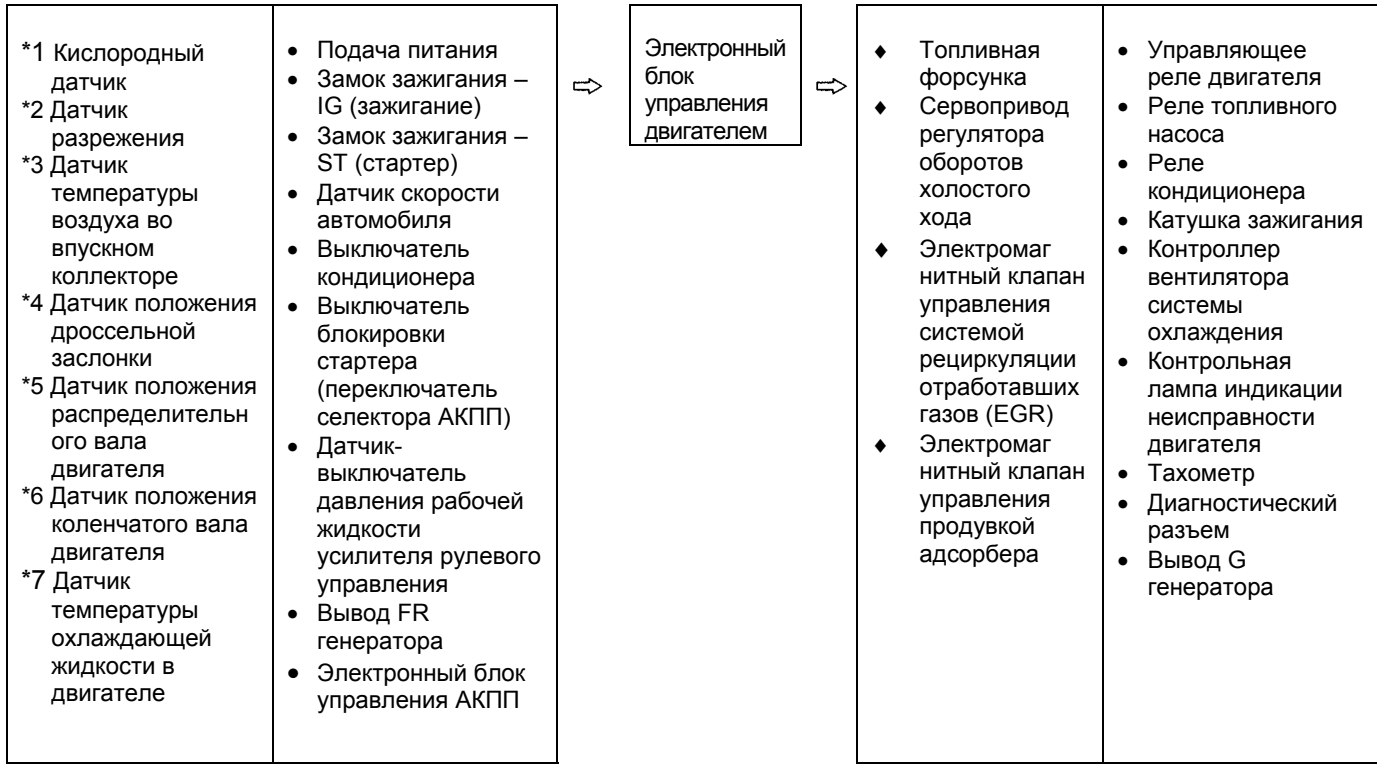 *1 Кислородный
датчик
*2 Датчик
разрежения
*3 Датчик
температуры
воздуха во
впускном
коллекторе
*4 Датчик положения
дроссельной
заслонки
*5 Датчик положения
распределительн
ого вала
двигателя
*6 Датчик положения
коленчатого вала
двигателя
*7 Датчик
температуры
охлаждающей
жидкости в
двигателе
• Подача питания
• Замок зажигания –
IG (зажигание)
• Замок зажигания –
ST (стартер)
• Датчик скорости
автомобиля
• Выключатель
кондиционера
• Выключатель
блокировки
стартера
(переключатель
селектора АКПП)
• Датчик-
выключатель
давления рабочей
жидкости
усилителя рулевого
управления
• Вывод FR
генератора
• Электронный блок
управления АКПП
⇨
Электронный
блок
управления
двигателем
⇨
♦ Топливная
форсунка
♦ Сервопривод
регулятора
оборотов
холостого
хода
♦ Электромаг
нитный клапан
управления
системой
рециркуляции
отработавших
газов (EGR)
♦ Электромаг
нитный клапан
управления
продувкой
адсорбера
• Управляющее
реле двигателя
• Реле топливного
насоса
• Реле
кондиционера
• Катушка зажигания
• Контроллер
вентилятора
системы
охлаждения
• Контрольная
лампа индикации
неисправности
двигателя
• Тахометр
• Диагностический
разъем
• Вывод G
генератора